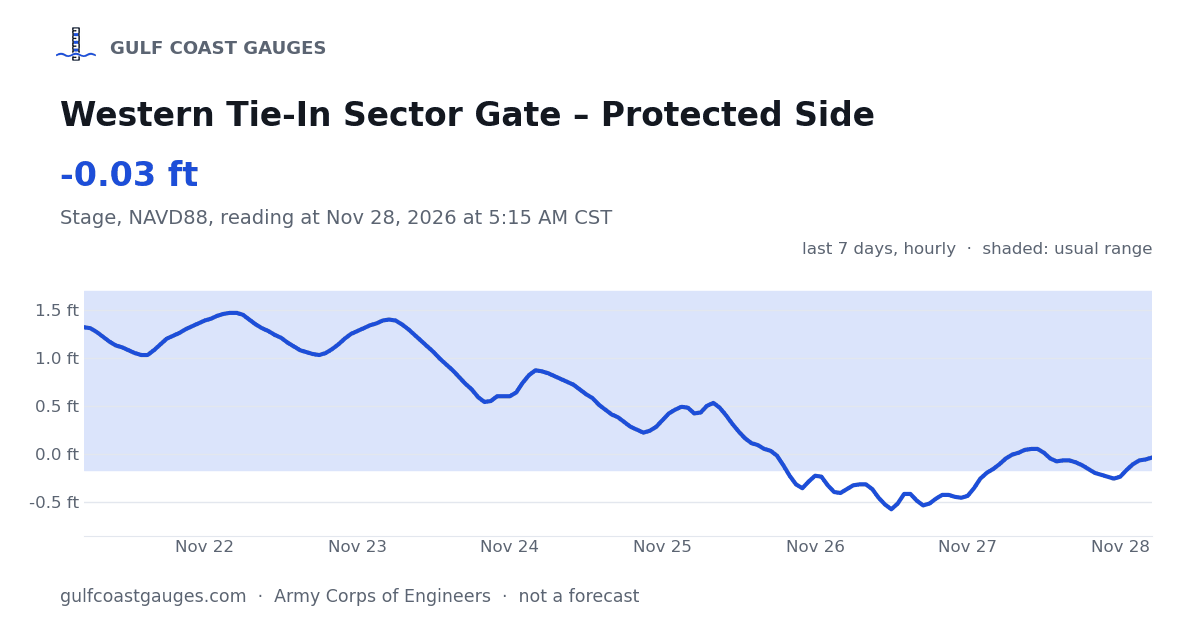 GULF COAST GAUGES
Western Tie-In Sector Gate – Protected Side
-0.03 ft
Stage, NAVD88, reading at Nov 28, 2026 at 5:15 AM CST
last 7 days, hourly · shaded: usual range
1.5 ft
1.0 ft
0.5 ft
0.0 ft
-0.5 ft
Nov 22 Nov 23 Nov 24 Nov 25 Nov 26 Nov 27 Nov 28
gulfcoastgauges.com · Army Corps of Engineers · not a forecast